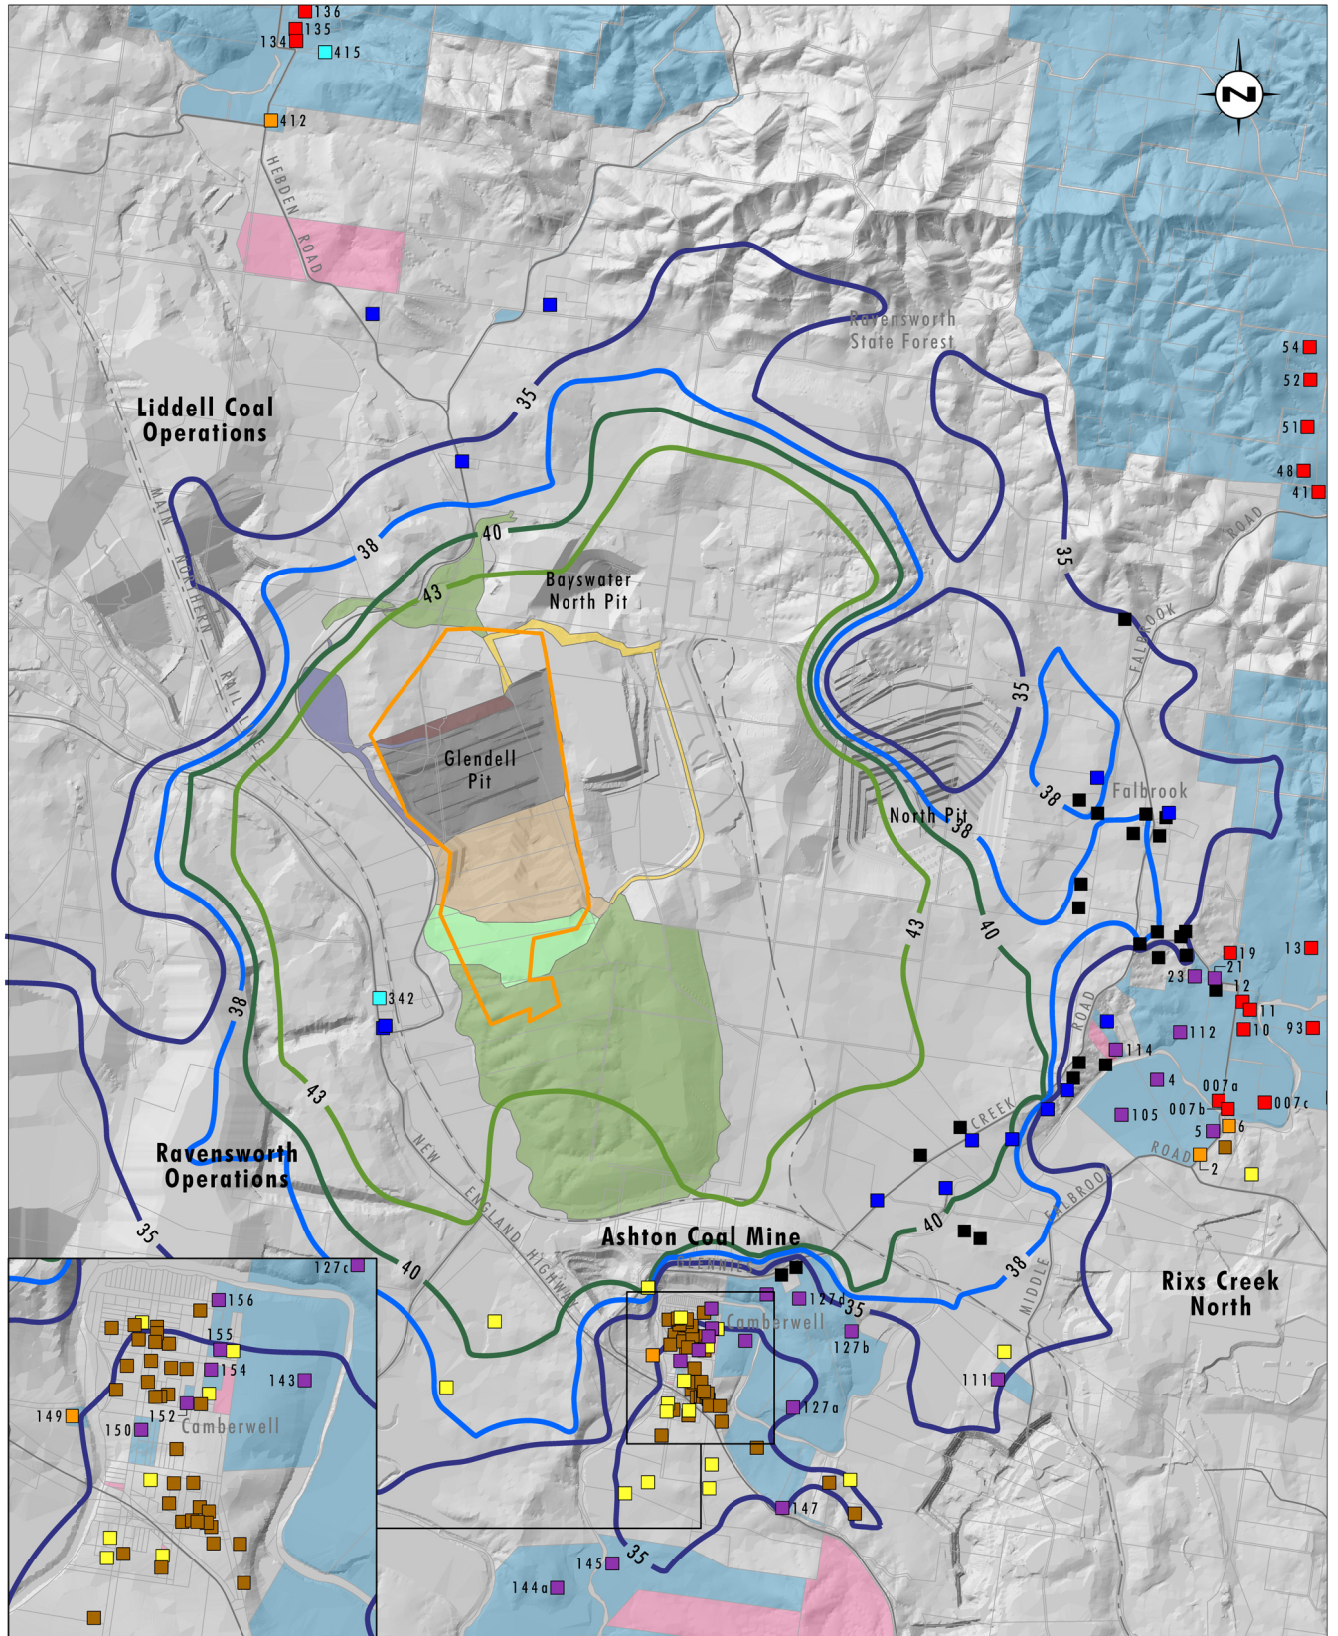 136
135
134
415
N
412
HEBDEN ROAD
Ravensworth
State Forest
54
52
51
48
41
35
Liddell Coal
Operations
ROAD
MAIN NORTHERN RAIL LINE
38
40
35
43
Bayswater
North Pit
FALBROOK
35
Glendell
Pit
38
Falbrook
North Pit
38
43
40
19
13
21
23
12
342
38
11
ROAD
112
10
93
114
4
43
007a
CREEK
105
007b
007c
6
5
NEW ENGLAND HIGHWAY
Ravensworth
Operations
ROAD
2
FALBROOK
35
40
Ashton Coal Mine
GLENNIES
38
MIDDLE
Rixs Creek
North
127c
40
156
127d
35
Camberwell
155
127b
154
143
111
152
149
Camberwell
127a
150
147
35
145
144a